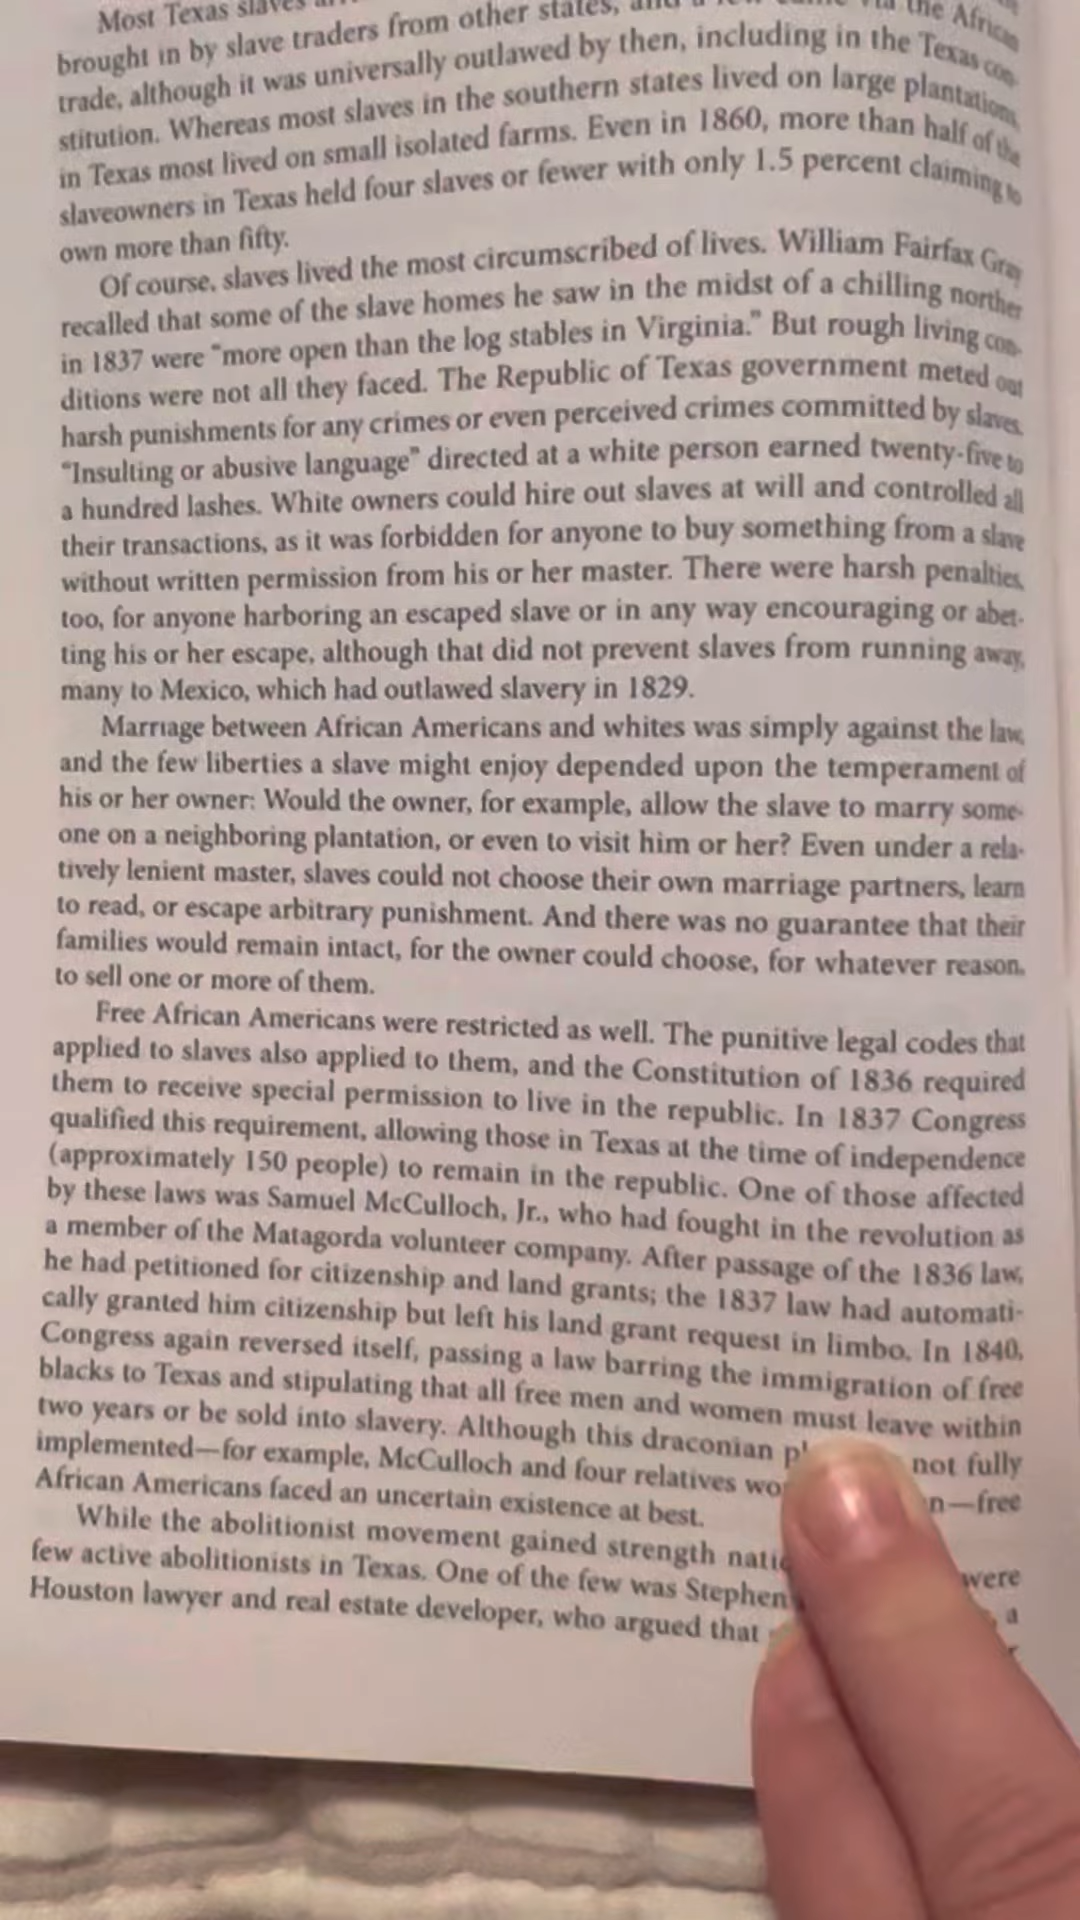 Most Texas slaves
brought in by slave traders from other states, the African
trade, although it was universally outlawed by then, including in the Texas con-
stitution. Whereas most slaves in the southern states lived on large plantations,
in Texas most lived on small isolated farms. Even in 1860, more than half of the
slaveowners in Texas held four slaves or fewer with only 1.5 percent claiming to
own more than fifty.
Of course, slaves lived the most circumscribed of lives. William Fairfax Gray
recalled that some of the slave homes he saw in the midst of a chilling norther
in 1837 were “more open than the log stables in Virginia.” But rough living con-
ditions were not all they faced. The Republic of Texas government meted out
harsh punishments for any crimes or even perceived crimes committed by slaves.
“Insulting or abusive language” directed at a white person earned twenty-five to
a hundred lashes. White owners could hire out slaves at will and controlled all
their transactions, as it was forbidden for anyone to buy something from a slave
without written permission from his or her master. There were harsh penalties,
too, for anyone harboring an escaped slave or in any way encouraging or abet-
ting his or her escape, although that did not prevent slaves from running away,
many to Mexico, which had outlawed slavery in 1829.
Marriage between African Americans and whites was simply against the law,
and the few liberties a slave might enjoy depended upon the temperament of
his or her owner: Would the owner, for example, allow the slave to marry some-
one on a neighboring plantation, or even to visit him or her? Even under a rela-
tively lenient master, slaves could not choose their own marriage partners, learn
to read, or escape arbitrary punishment. And there was no guarantee that their
families would remain intact, for the owner could choose, for whatever reason,
to sell one or more of them.
Free African Americans were restricted as well. The punitive legal codes that
applied to slaves also applied to them, and the Constitution of 1836 required
them to receive special permission to live in the republic. In 1837 Congress
qualified this requirement, allowing those in Texas at the time of independence
(approximately 150 people) to remain in the republic. One of those affected
by these laws was Samuel McCulloch, Jr., who had fought in the revolution as
a member of the Matagorda volunteer company. After passage of the 1836 law,
he had petitioned for citizenship and land grants; the 1837 law had automati-
cally granted him citizenship but left his land grant request in limbo. In 1840,
Congress again reversed itself, passing a law barring the immigration of free
blacks to Texas and stipulating that all free men and women must leave within
two years or be sold into slavery. Although this draconian not fully
implemented—for example, McCulloch and four relatives —free
African Americans faced an uncertain existence at best.
While the abolitionist movement gained strength were
few active abolitionists in Texas. One of the few was Stephen a
Houston lawyer and real estate developer, who argued that